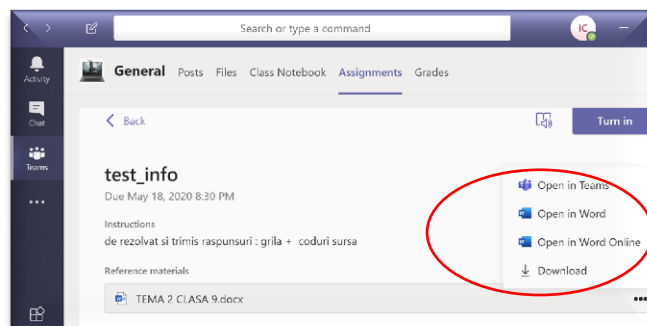 Search or type a command
IC
Activity
Chat
Teams
General Posts Files Class Notebook Assignments Grades
Back
Turn in
test_info
Due May 18, 2020 8:30 PM
Instructions
de rezolvat si trimis raspunsuri : grila + coduri sursa
Reference materials
TEMA 2 CLASA 9.docx
Open in Teams
Open in Word
Open in Word Online
Download